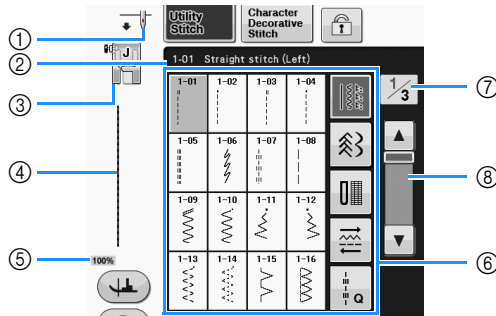 Utility
Stitch
Character
Decorative
Stitch
①
②
1-01 Straight stitch (Left)
J
③
1-01 1-02 1-03 1-04
1/3
⑦
1-05 1-06 1-07 1-08
④
⑧
1-09 1-10 1-11 1-12
⑤
100%
⑥
1-13 1-14 1-15 1-16
Q